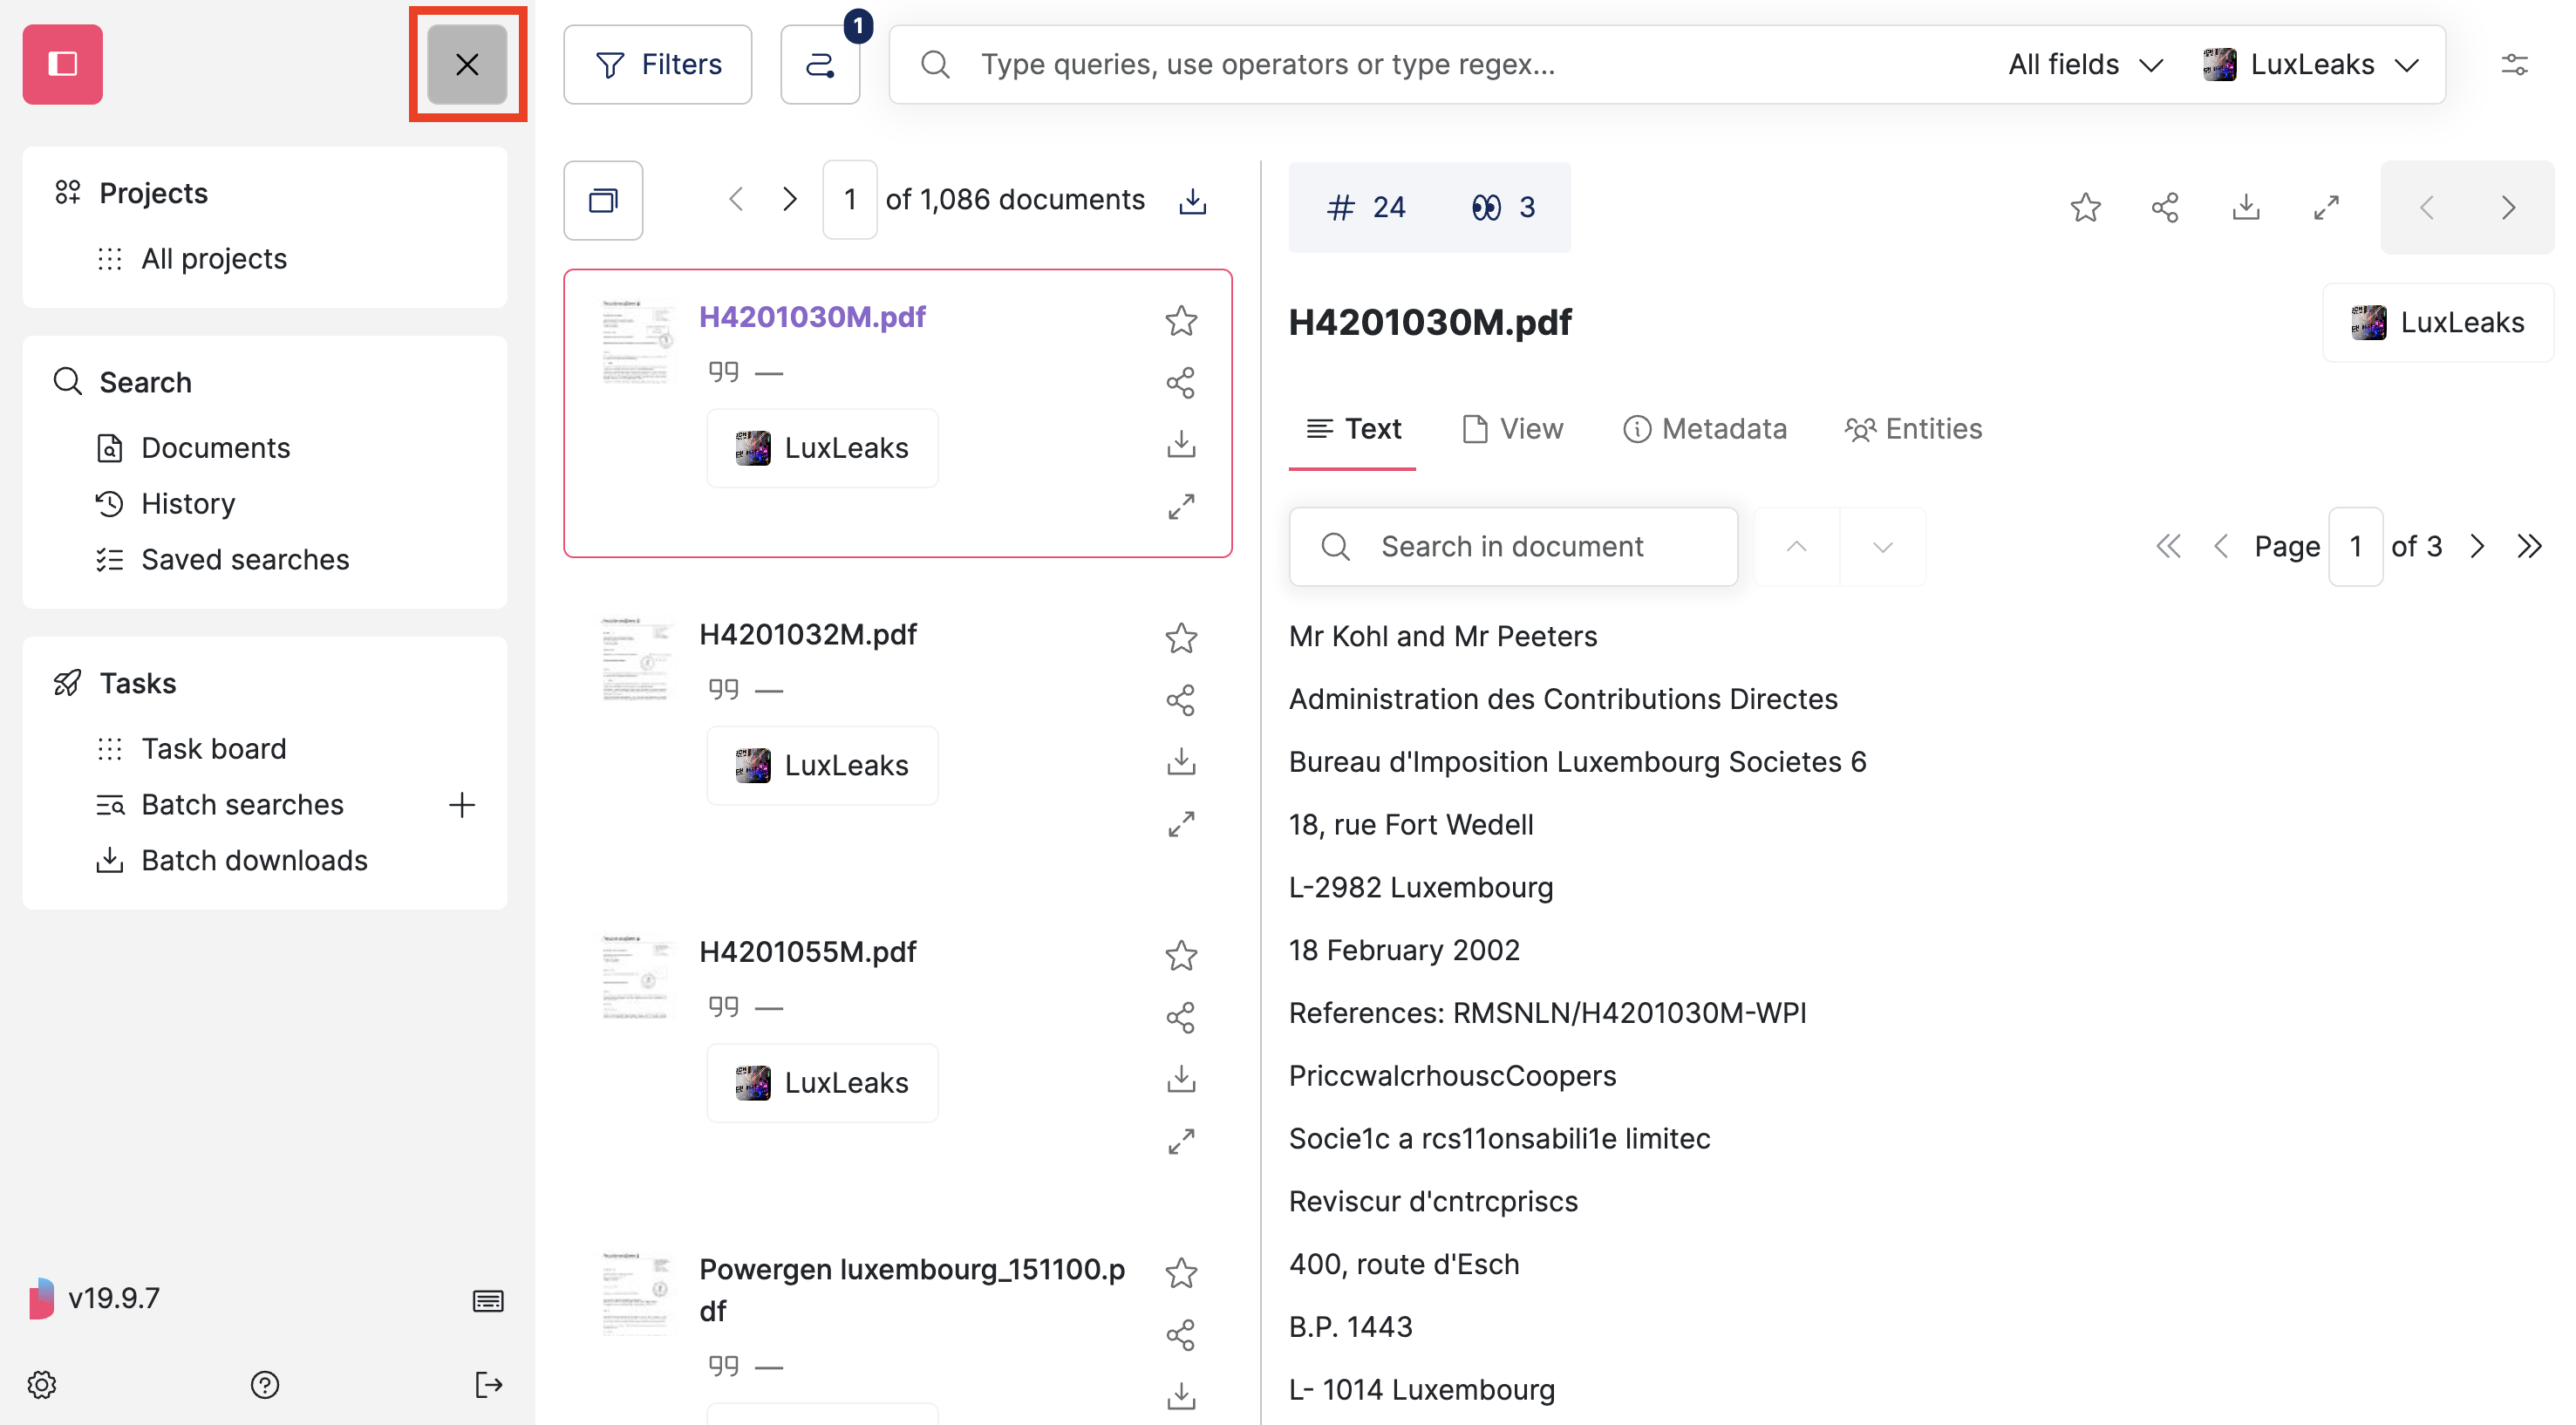 Projects
All projects
Search
Documents
History
Saved searches
Tasks
Task board
Batch searches
Batch downloads
v19.9.7
Filters
1
Type queries, use operators or type regex...
All fields
LuxLeaks
1 of 1,086 documents
H4201030M.pdf
—
LuxLeaks
H4201032M.pdf
—
LuxLeaks
H4201055M.pdf
—
LuxLeaks
Powergen luxembourg_151100.p
df
—
# 24
3
H4201030M.pdf
LuxLeaks
Text
View
Metadata
Entities
Search in document
Page 1 of 3
Mr Kohl and Mr Peeters
Administration des Contributions Directes
Bureau d'Imposition Luxembourg Societes 6
18, rue Fort Wedell
L-2982 Luxembourg
18 February 2002
References: RMSNLN/H4201030M-WPI
PriccwalcrhouscCoopers
Socie1c a rcs11onsabili1e limitec
Reviscur d'cntrcpriscs
400, route d'Esch
B.P. 1443
L- 1014 Luxembourg